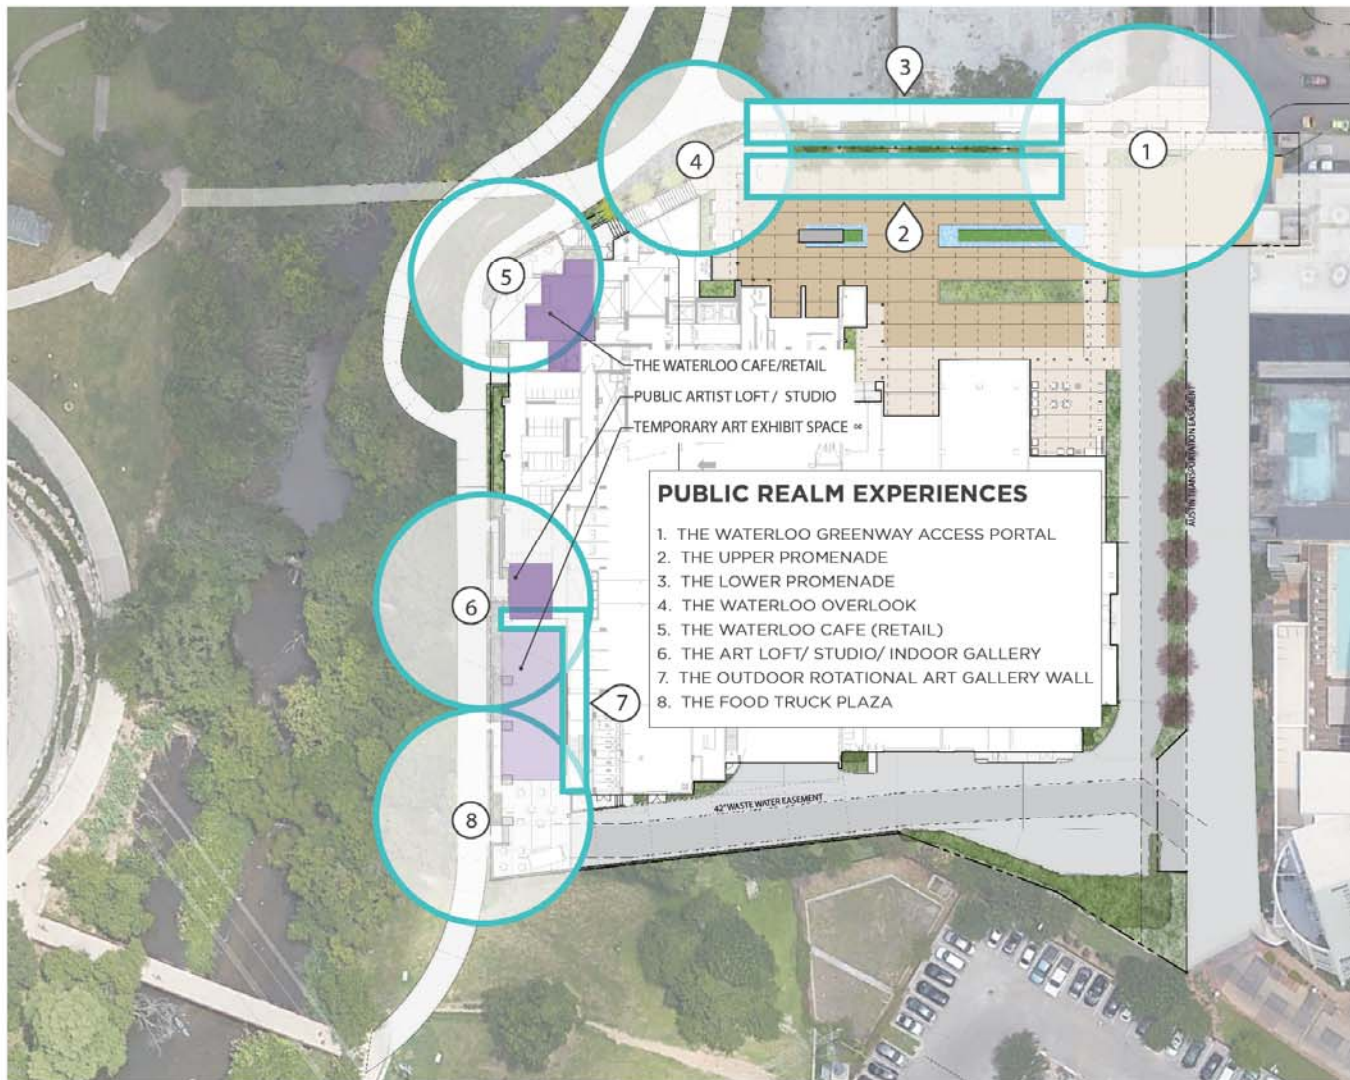 3
1
4
2
5
THE WATERLOO CAFE/RETAIL
PUBLIC ARTIST LOFT / STUDIO
TEMPORARY ART EXHIBIT SPACE
AUSTIN TRANSPORTATION EASEMENT
PUBLIC REALM EXPERIENCES
1. THE WATERLOO GREENWAY ACCESS PORTAL
2. THE UPPER PROMENADE
3. THE LOWER PROMENADE
4. THE WATERLOO OVERLOOK
5. THE WATERLOO CAFE (RETAIL)
6. THE ART LOFT/ STUDIO/ INDOOR GALLERY
7. THE OUTDOOR ROTATIONAL ART GALLERY WALL
8. THE FOOD TRUCK PLAZA
6
7
8
42" WASTE WATER EASEMENT